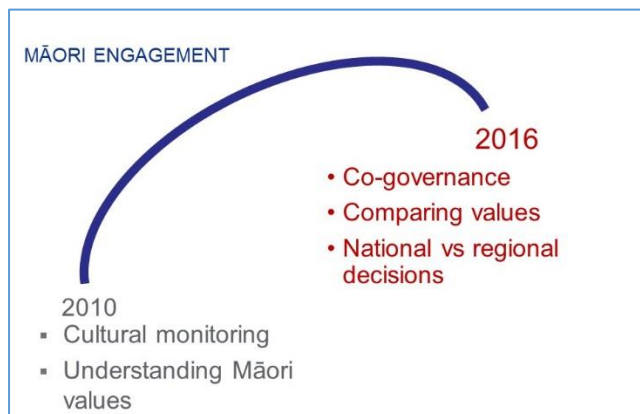 MĀORI ENGAGEMENT
2016
• Co-governance
• Comparing values
• National vs regional
decisions
2010
▪ Cultural monitoring
▪ Understanding Māori
values